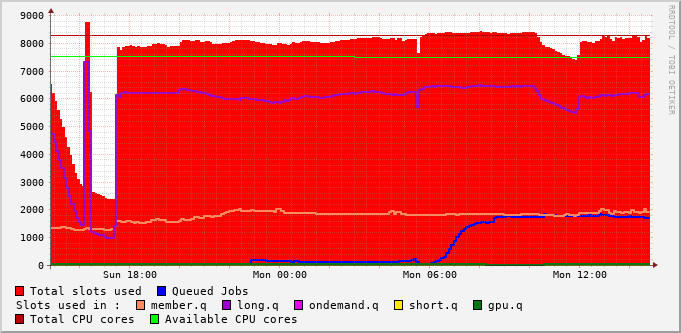 9000
8000
7000
6000
5000
4000
3000
2000
1000
0
Sun 18:00 Mon 00:00 Mon 06:00 Mon 12:00
RRDTOOL / TOBI OETIKER
Total slots used Queued Jobs
Slots used in : member.q long.q ondemand.q short.q gpu.q
Total CPU cores Available CPU cores